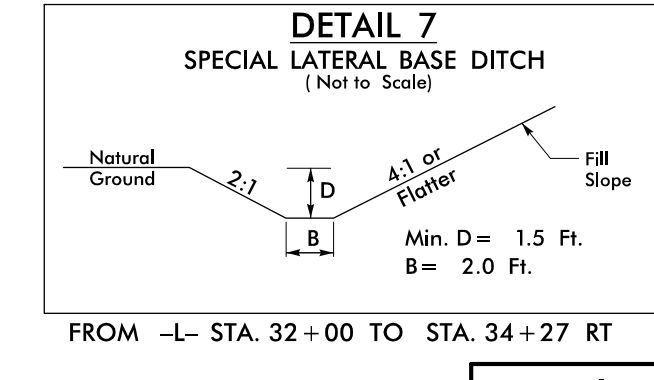 DETAIL 7
SPECIAL LATERAL BASE DITCH
( Not to Scale)
Natural
Ground
2:1
D
B
4:1 or
Flatter
Fill
Slope
Min. D = 1.5 Ft.
B = 2.0 Ft.
FROM -L- STA. 32+00 TO STA. 34+27 RT